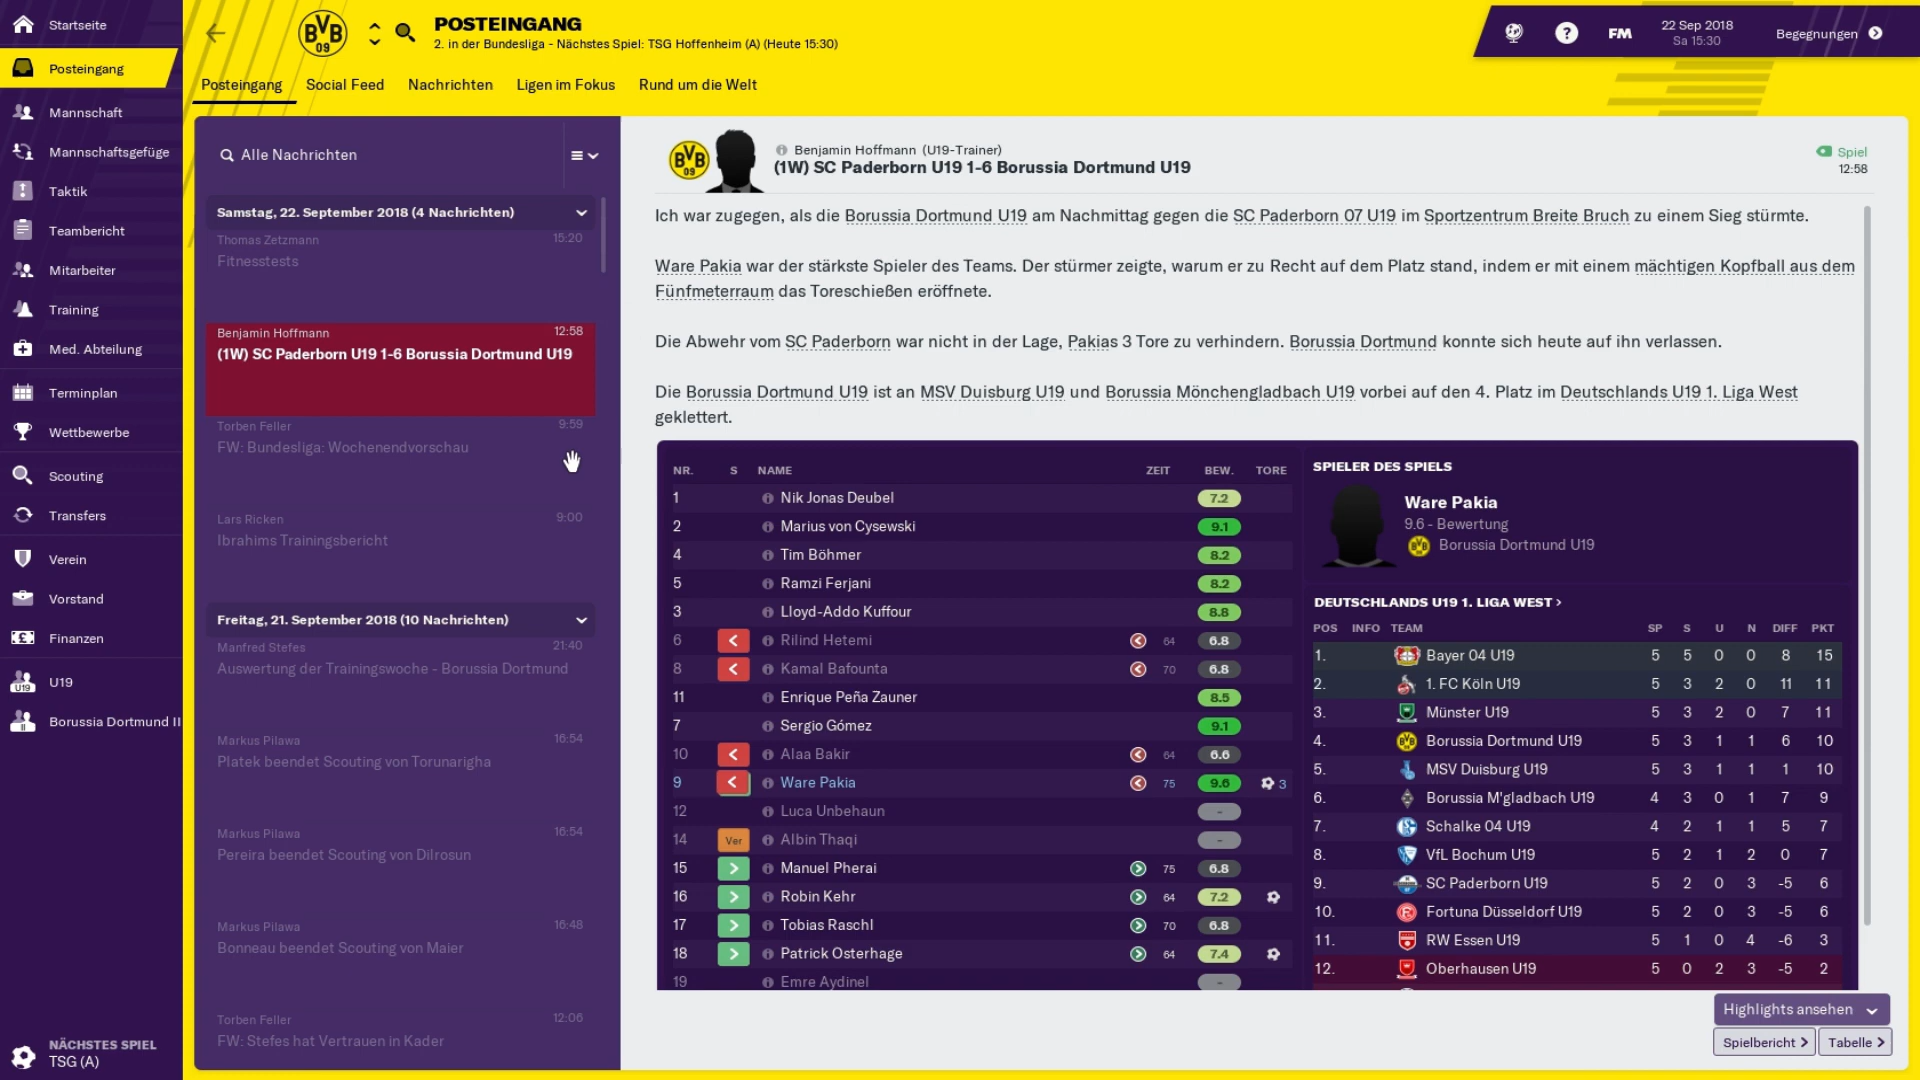 Startseite
Posteingang
Mannschaft
Mannschaftsgefüge
Taktik
Teambericht
Mitarbeiter
Training
Med. Abteilung
Terminplan
Wettbewerbe
Scouting
Transfers
Verein
Vorstand
Finanzen
U19
Borussia Dortmund II
NÄCHSTES SPIEL
TSG (A)
POSTEINGANG
2. in der Bundesliga - Nächstes Spiel: TSG Hoffenheim (A) (Heute 15:30)
FM
22 Sep 2018
Sa 15:30
Begegnungen
Posteingang Social Feed Nachrichten Ligen im Fokus Rund um die Welt
Alle Nachrichten
Samstag, 22. September 2018 (4 Nachrichten)
Thomas Zetzmann 15:20
Fitnesstests
Benjamin Hoffmann 12:58
(1W) SC Paderborn U19 1-6 Borussia Dortmund U19
Torben Feller 9:59
FW: Bundesliga: Wochenendvorschau
Lars Ricken 9:00
Ibrahims Trainingsbericht
Freitag, 21. September 2018 (10 Nachrichten)
Manfred Stefes 21:40
Auswertung der Trainingswoche - Borussia Dortmund
Markus Pilawa 16:54
Platek beendet Scouting von Torunarigha
Markus Pilawa 16:54
Pereira beendet Scouting von Dilrosun
Markus Pilawa 16:48
Bonneau beendet Scouting von Maier
Torben Feller 12:06
FW: Stefes hat Vertrauen in Kader
Benjamin Hoffmann (U19-Trainer)
(1W) SC Paderborn U19 1-6 Borussia Dortmund U19
Spiel
12:58
Ich war zugegen, als die Borussia Dortmund U19 am Nachmittag gegen die SC Paderborn 07 U19 im Sportzentrum Breite Bruch zu einem Sieg stürmte.
Ware Pakia war der stärkste Spieler des Teams. Der stürmer zeigte, warum er zu Recht auf dem Platz stand, indem er mit einem mächtigen Kopfball aus dem
Fünfmeterraum das Toreschießen eröffnete.
Die Abwehr vom SC Paderborn war nicht in der Lage, Pakias 3 Tore zu verhindern. Borussia Dortmund konnte sich heute auf ihn verlassen.
Die Borussia Dortmund U19 ist an MSV Duisburg U19 und Borussia Mönchengladbach U19 vorbei auf den 4. Platz im Deutschlands U19 1. Liga West
geklettert.
NR. S NAME ZEIT BEW. TORE
1 Nik Jonas Deubel 7.2
2 Marius von Cysewski 9.1
4 Tim Böhmer 8.2
5 Ramzi Ferjani 8.2
3 Lloyd-Addo Kuffour 8.8
6 Rilind Hetemi 64 6.8
8 Kamal Bafounta 70 6.8
11 Enrique Peña Zauner 8.5
7 Sergio Gómez 9.1
10 Alaa Bakir 64 6.6
9 Ware Pakia 75 9.6 3
12 Luca Unbehaun -
14 Ver Albin Thaqi -
15 Manuel Pherai 75 6.8
16 Robin Kehr 64 7.2
17 Tobias Raschl 70 6.8
18 Patrick Osterhage 64 7.4
19 Emre Aydinel -
SPIELER DES SPIELS
Ware Pakia
9.6 - Bewertung
Borussia Dortmund U19
DEUTSCHLANDS U19 1. LIGA WEST >
POS INFO TEAM SP S U N DIFF PKT
1. Bayer 04 U19 5 5 0 0 8 15
2. 1. FC Köln U19 5 3 2 0 11 11
3. Münster U19 5 3 2 0 7 11
4. Borussia Dortmund U19 5 3 1 1 6 10
5. MSV Duisburg U19 5 3 1 1 1 10
6. Borussia M'gladbach U19 4 3 0 1 7 9
7. Schalke 04 U19 4 2 1 1 5 7
8. VfL Bochum U19 5 2 1 2 0 7
9. SC Paderborn U19 5 2 0 3 -5 6
10. Fortuna Düsseldorf U19 5 2 0 3 -5 6
11. RW Essen U19 5 1 0 4 -6 3
12. Oberhausen U19 5 0 2 3 -5 2
Highlights ansehen
Spielbericht >
Tabelle >